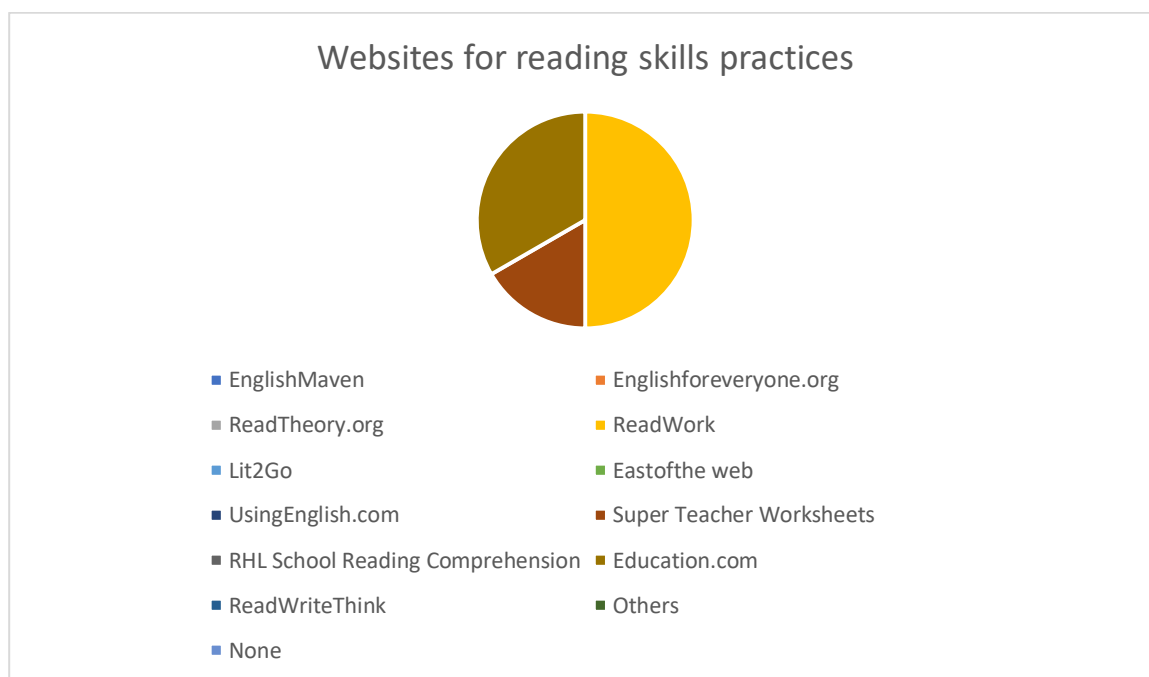 Websites for reading skills practices
EnglishMaven
Englishforeveryone.org
ReadTheory.org
ReadWork
Lit2Go
Eastofthe web
UsingEnglish.com
Super Teacher Worksheets
RHL School Reading Comprehension
Education.com
ReadWriteThink
Others
None